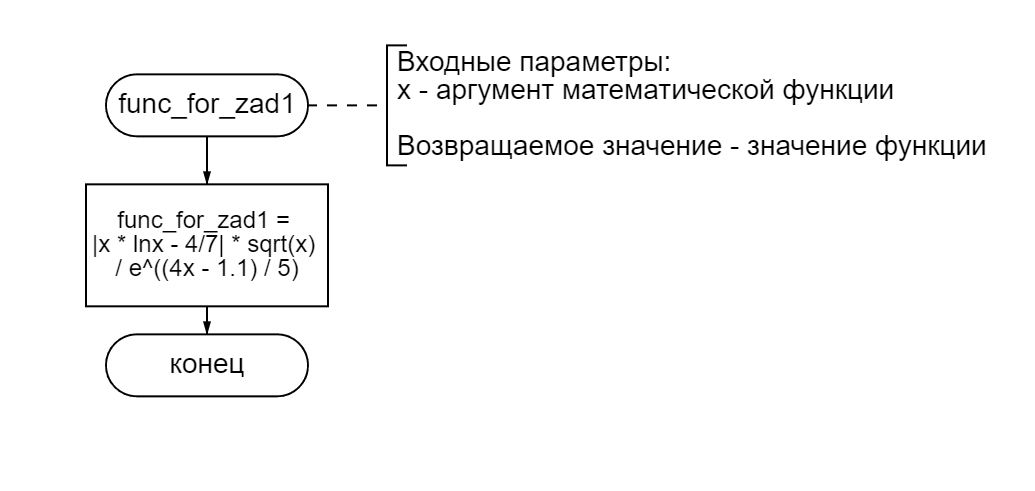 func_for_zad1
Входные параметры:
x - аргумент математической функции
Возвращаемое значение - значение функции
func_for_zad1 =
|x * lnx - 4/7| * sqrt(x)
/ e^((4x - 1.1) / 5)
конец